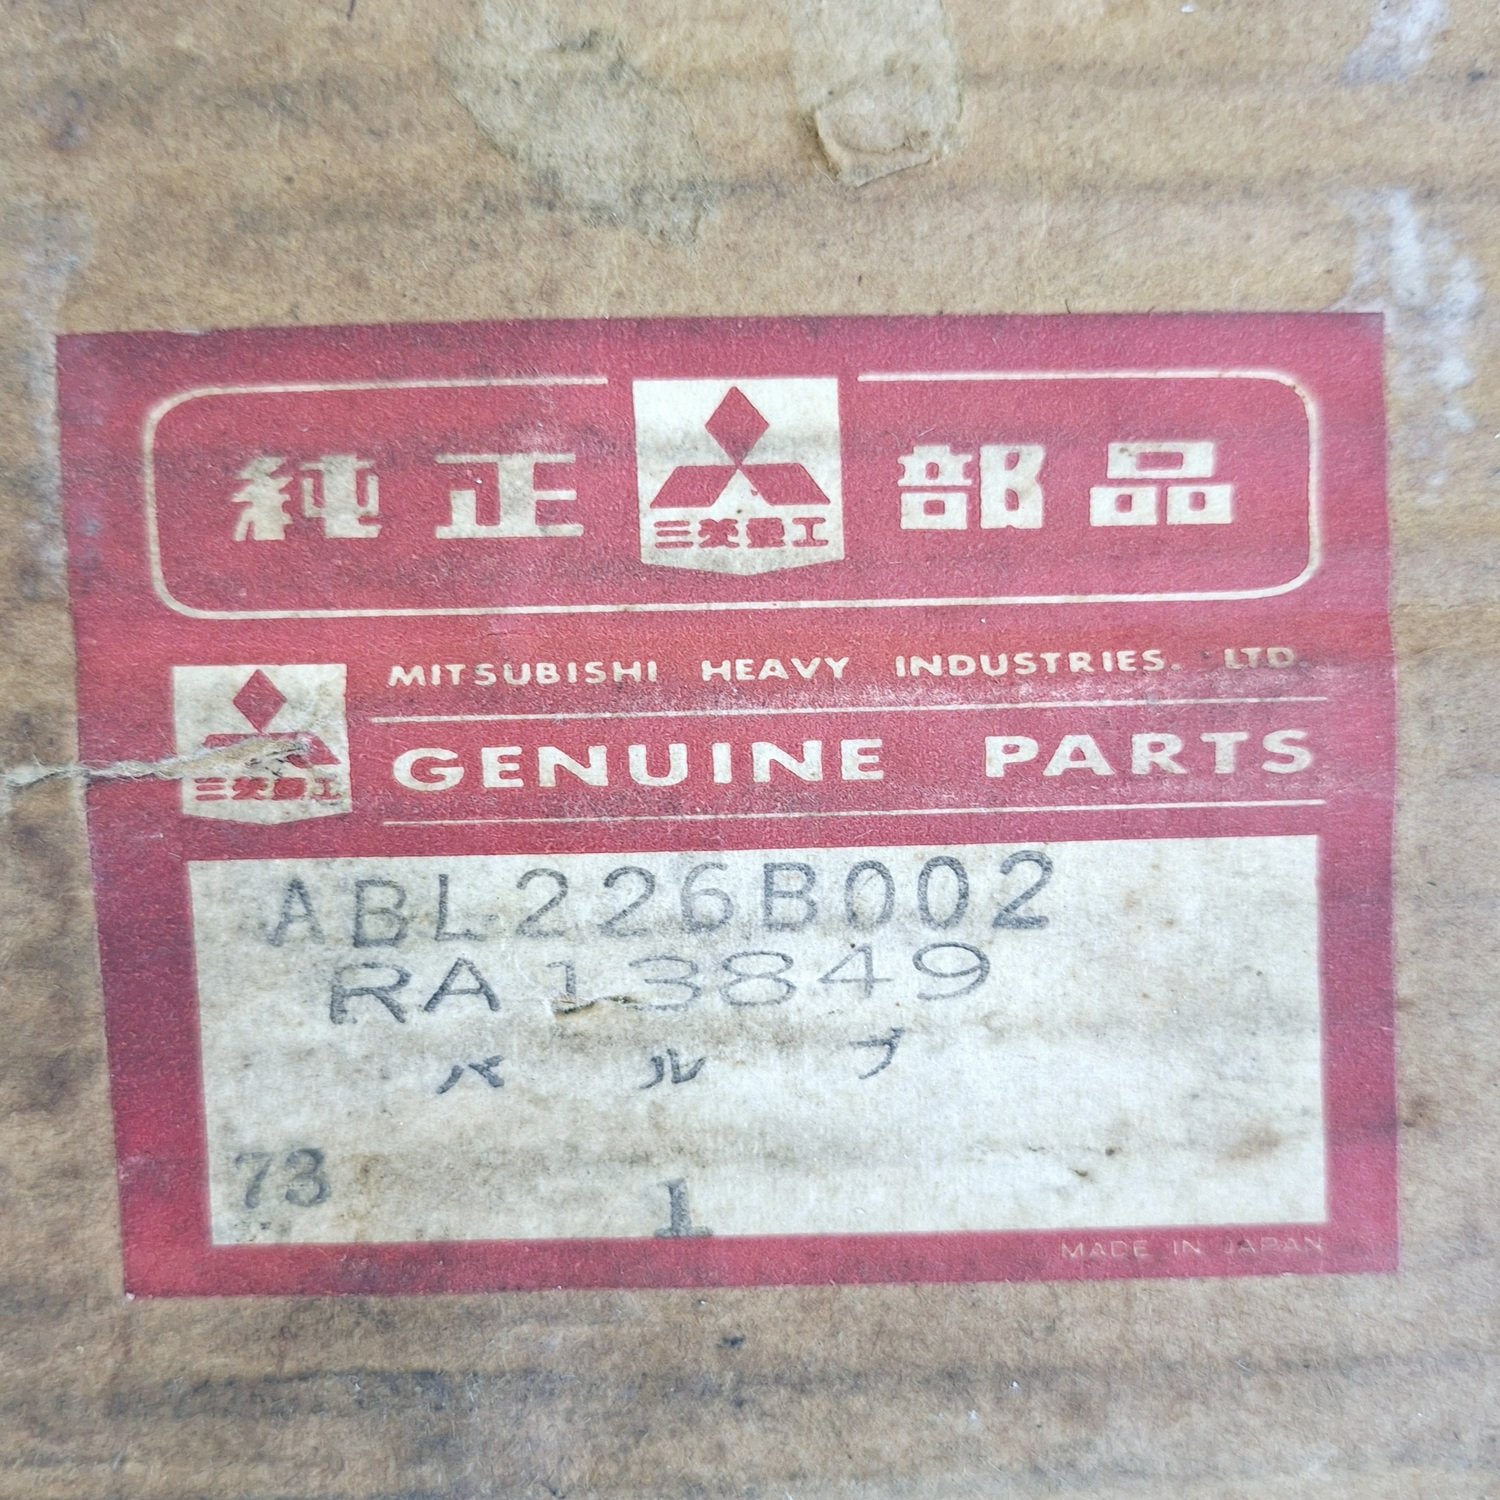 純正 三菱重工 部品
MITSUBISHI HEAVY INDUSTRIES. LTD.
三菱重工
GENUINE PARTS
ABL226B002
RA13849
バルブ
73 1
MADE IN JAPAN